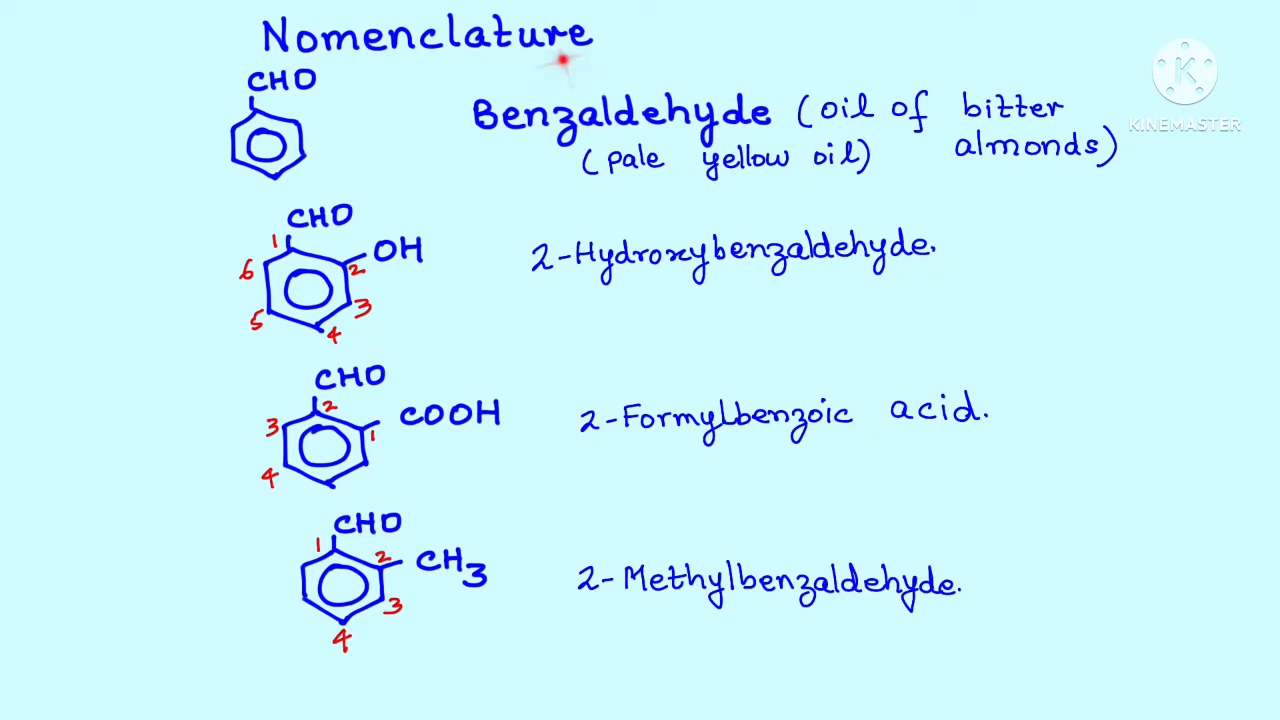 Nomenclature
CHO
Benzaldehyde (oil of bitter almonds)
(pale yellow oil)
K
KINEMASTER
CHO
1
OH
6
2
5
3
4
2-Hydroxybenzaldehyde.
CHO
2
COOH
3
1
4
2-Formylbenzoic acid.
CHO
1
2
CH3
3
4
2-Methylbenzaldehyde.